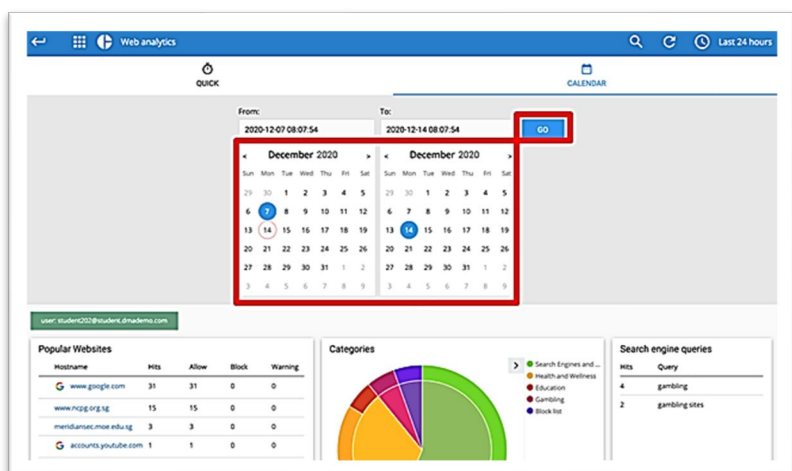 Web analytics Last 24 hours
QUICK CALENDAR
From: To:
2020-12-07 08:07:54 2020-12-14 08:07:54 GO
< December 2020 > < December 2020 >
Sun Mon Tue Wed Thu Fri Sat Sun Mon Tue Wed Thu Fri Sat
29 30 1 2 3 4 5 29 30 1 2 3 4 5
6 7 8 9 10 11 12 6 7 8 9 10 11 12
13 14 15 16 17 18 19 13 14 15 16 17 18 19
20 21 22 23 24 25 26 20 21 22 23 24 25 26
27 28 29 30 31 1 2 27 28 29 30 31 1 2
3 4 5 6 7 8 9 3 4 5 6 7 8 9
user: student202@student.dmademo.com
Popular Websites Categories Search engine queries
Hostname Hits Allow Block Warning Search Engines and ... Hits Query
Health and Wellness
www.google.com 31 31 0 0 Education 4 gambling
Gambling
www.ncpg.org.sg 15 15 0 0 Block list 2 gambling sites
meridiansec.moe.edu.sg 3 3 0 0
accounts.youtube.com 1 1 0 0